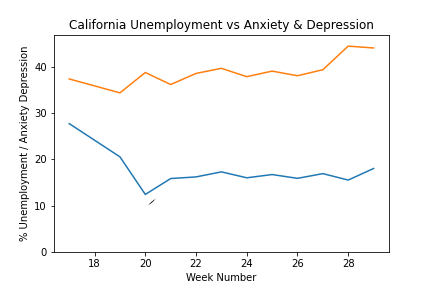 California Unemployment vs Anxiety & Depression
% Unemployment / Anxiety Depression
40
30
20
10
0
18 20 22 24 26 28
Week Number